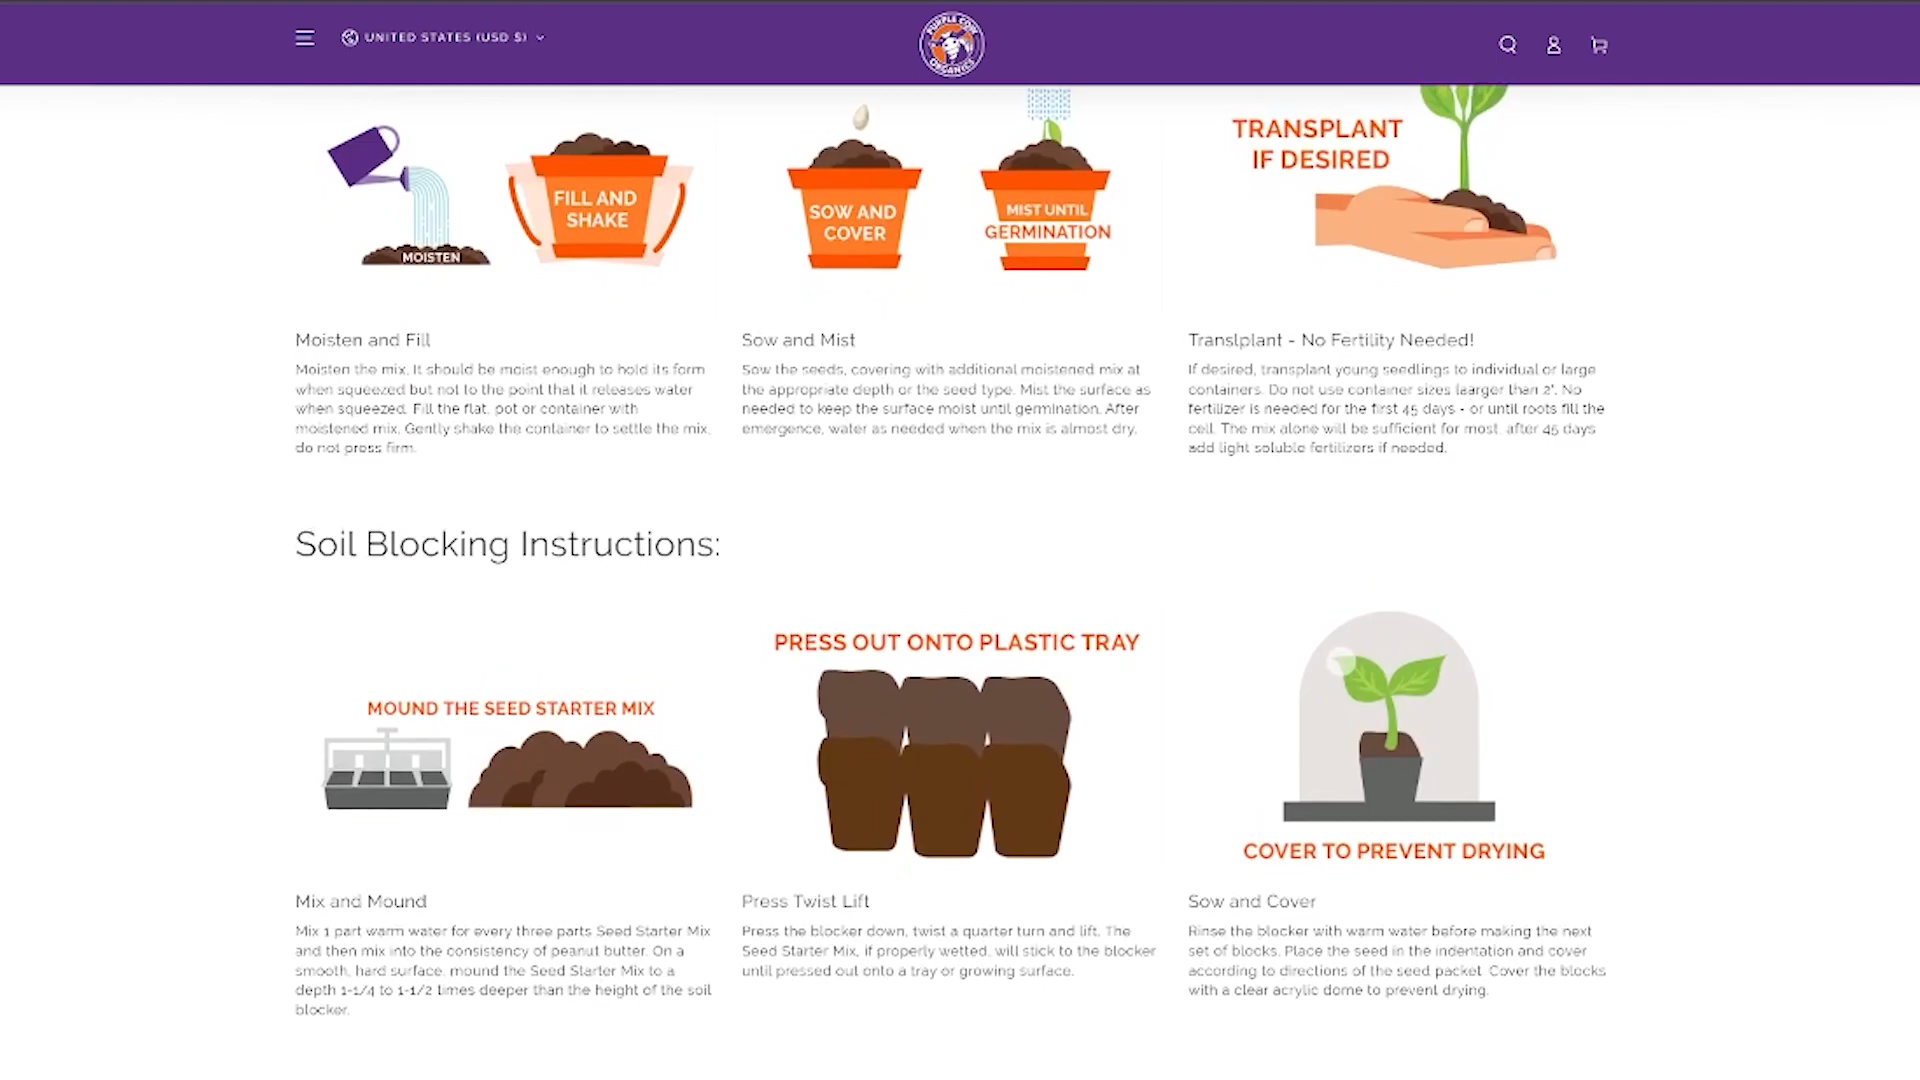 UNITED STATES (USD $)
PURPLE COW
ORGANICS
MOISTEN
FILL AND
SHAKE
SOW AND
COVER
MIST UNTIL
GERMINATION
TRANSPLANT
IF DESIRED
Moisten and Fill
Moisten the mix. It should be moist enough to hold its form
when squeezed but not to the point that it releases water
when squeezed. Fill the flat, pot or container with
moistened mix. Gently shake the container to settle the mix,
do not press firm.
Sow and Mist
Sow the seeds, covering with additional moistened mix at
the appropriate depth or the seed type. Mist the surface as
needed to keep the surface moist until germination. After
emergence, water as needed when the mix is almost dry.
Translplant - No Fertility Needed!
If desired, transplant young seedlings to individual or large
containers. Do not use container sizes laarger than 2". No
fertilizer is needed for the first 45 days - or until roots fill the
cell. The mix alone will be sufficient for most, after 45 days
add light soluble fertilizers if needed.
Soil Blocking Instructions:
MOUND THE SEED STARTER MIX
PRESS OUT ONTO PLASTIC TRAY
COVER TO PREVENT DRYING
Mix and Mound
Mix 1 part warm water for every three parts Seed Starter Mix
and then mix into the consistency of peanut butter. On a
smooth, hard surface, mound the Seed Starter Mix to a
depth 1-1/4 to 1-1/2 times deeper than the height of the soil
blocker.
Press Twist Lift
Press the blocker down, twist a quarter turn and lift. The
Seed Starter Mix, if properly wetted, will stick to the blocker
until pressed out onto a tray or growing surface.
Sow and Cover
Rinse the blocker with warm water before making the next
set of blocks. Place the seed in the indentation and cover
according to directions of the seed packet. Cover the blocks
with a clear acrylic dome to prevent drying.